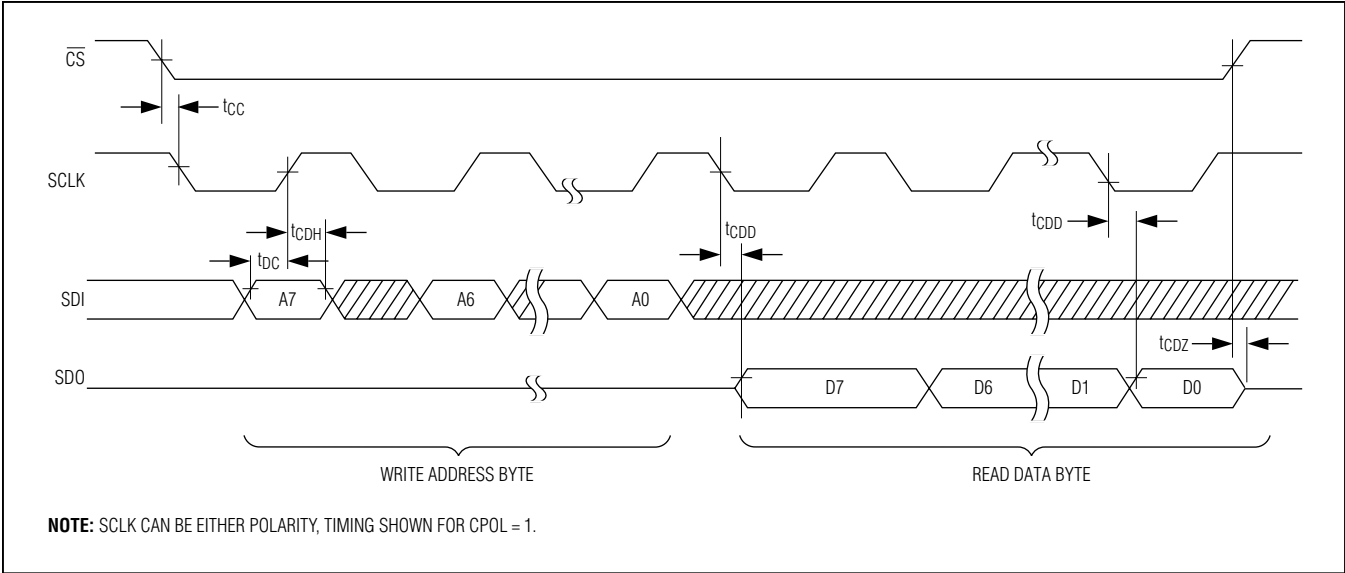 CS
tCC
SCLK
tCDH
tDC
tCDD
tCDD
SDI
A7
A6
A0
tCDZ
SDO
D7
D6
D1
D0
WRITE ADDRESS BYTE
READ DATA BYTE
NOTE: SCLK CAN BE EITHER POLARITY, TIMING SHOWN FOR CPOL = 1.